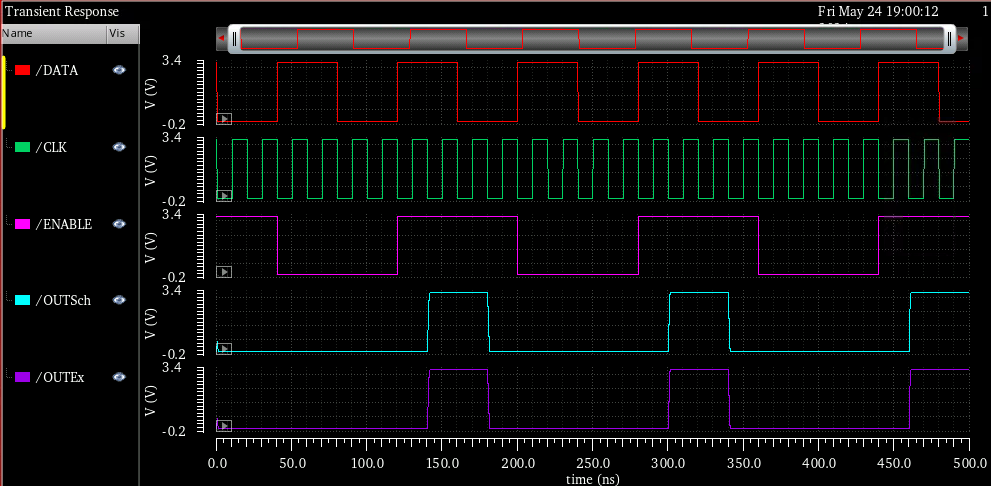 Transient Response
Fri May 24 19:00:12
1
Name
Vis
/DATA
V (V)
3.4
-0.2
/CLK
V (V)
3.4
-0.2
/ENABLE
V (V)
3.4
-0.2
/OUTSch
V (V)
3.4
-0.2
/OUTEx
V (V)
3.4
-0.2
0.0 50.0 100.0 150.0 200.0 250.0 300.0 350.0 400.0 450.0 500.0
time (ns)